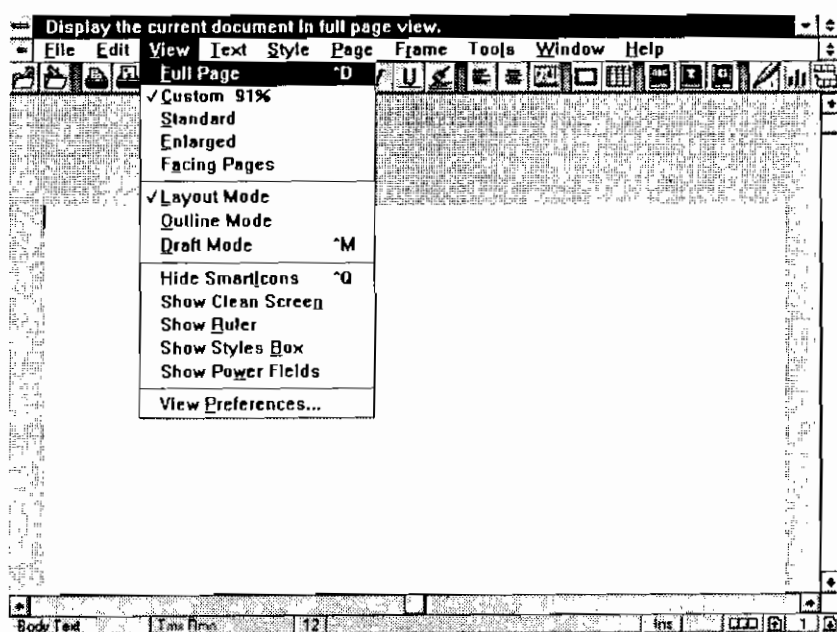 Display the current document in full page view.
File Edit View Text Style Page Frame Tools Window Help
Full Page ^D
✓Custom 91%
Standard
Enlarged
Facing Pages
✓Layout Mode
Outline Mode
Draft Mode ^M
Hide SmartIcons ^Q
Show Clean Screen
Show Ruler
Show Styles Box
Show Power Fields
View Preferences...
Body Text Tms Rmn 12 Ins 1